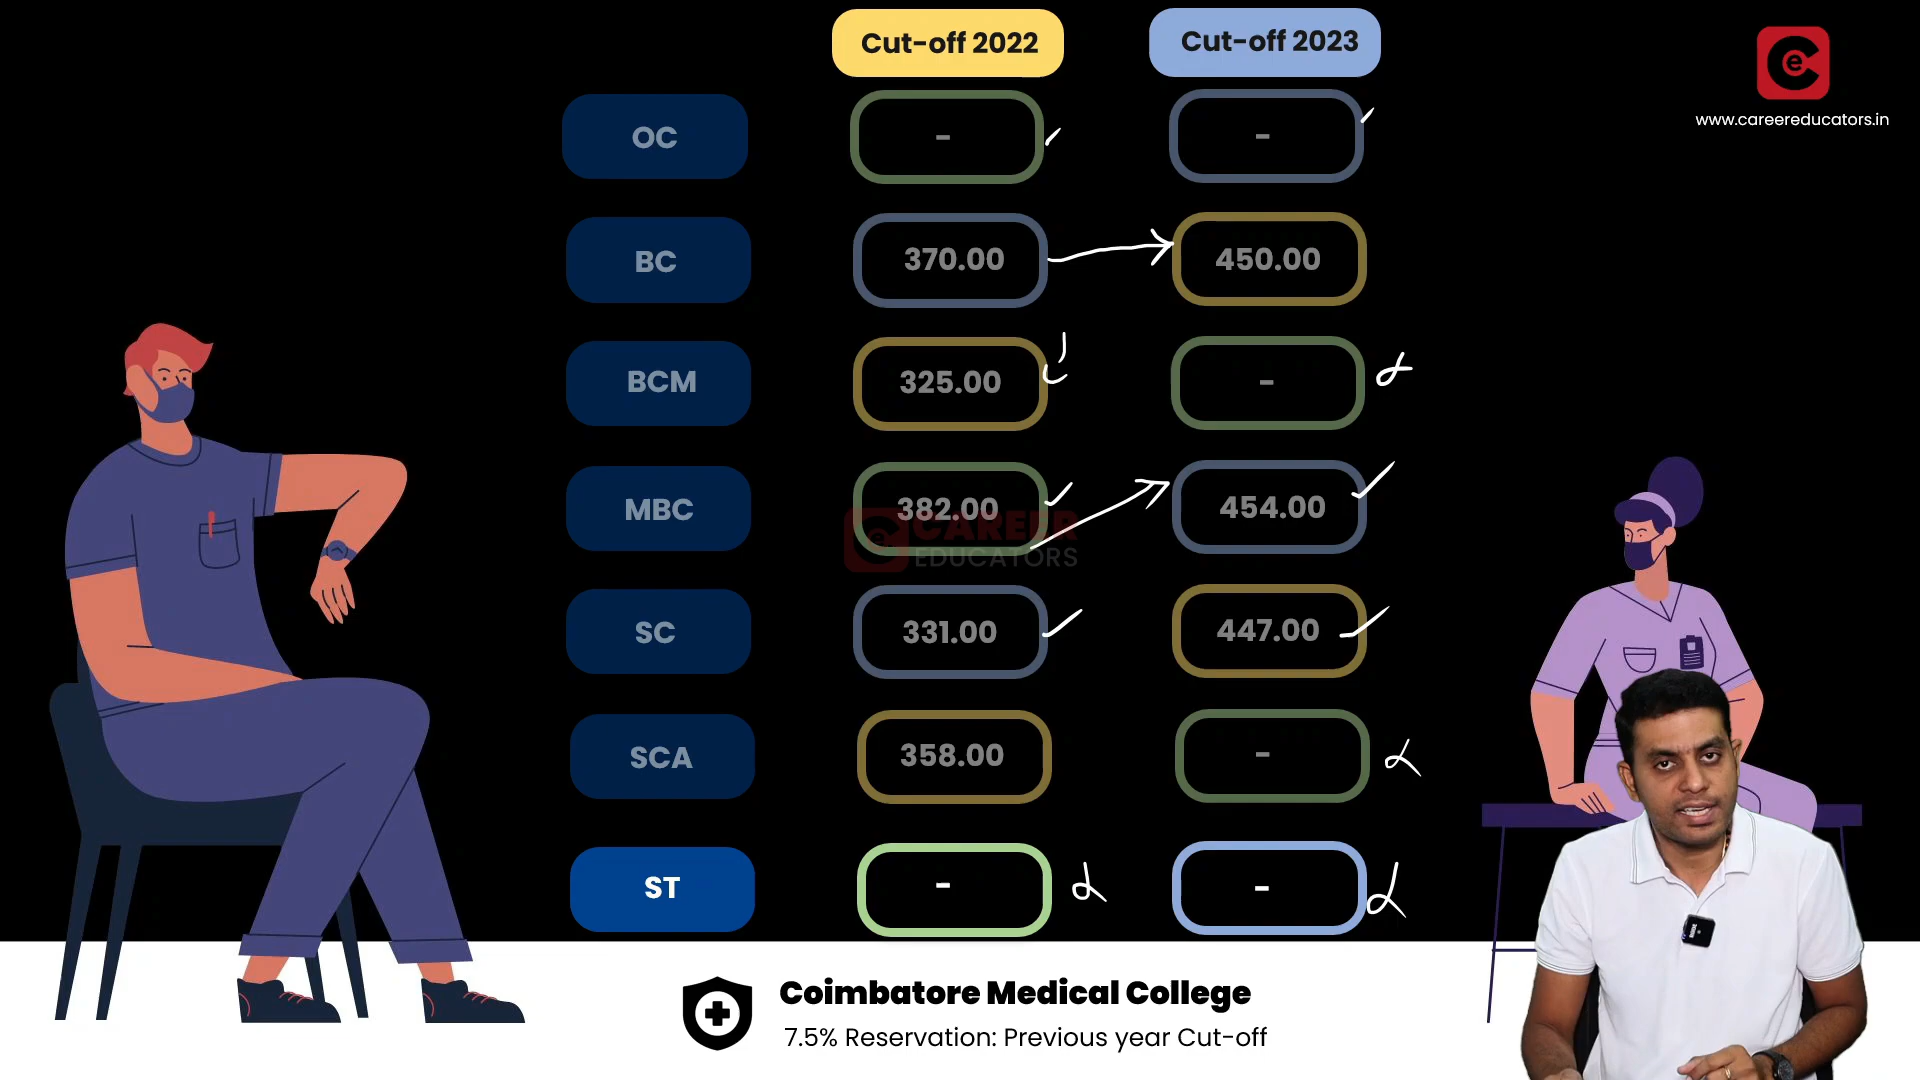 Cut-off 2022 Cut-off 2023
www.careereducators.in
OC - -
BC 370.00 450.00
BCM 325.00 -
MBC 382.00 454.00
CAREER
EDUCATORS
SC 331.00 447.00
SCA 358.00 -
ST - -
Coimbatore Medical College
7.5% Reservation: Previous year Cut-off